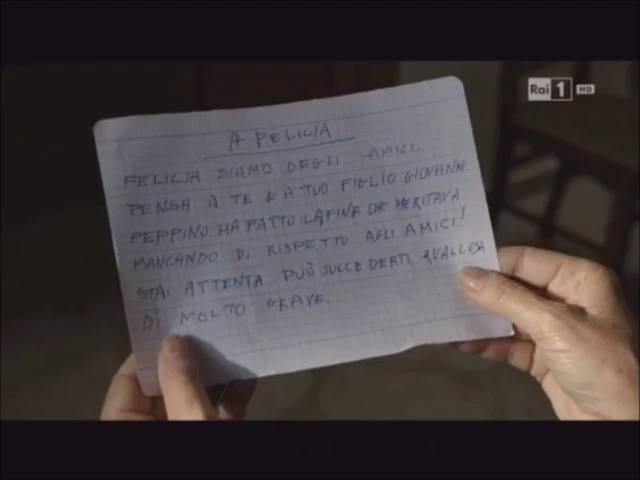 Rai 1 HD
A FELICIA
FELICIA SIAMO DEGLI AMICI.
PENSA A TE E A TUO FIGLIO GIOVANNI.
PEPPINO HA FATTO LA FINE CHE MERITAVA
MANCANDO DI RISPETTO AGLI AMICI!
STAI ATTENTA PUÒ SUCCEDERTI QUALCOSA
DI MOLTO GRAVE.